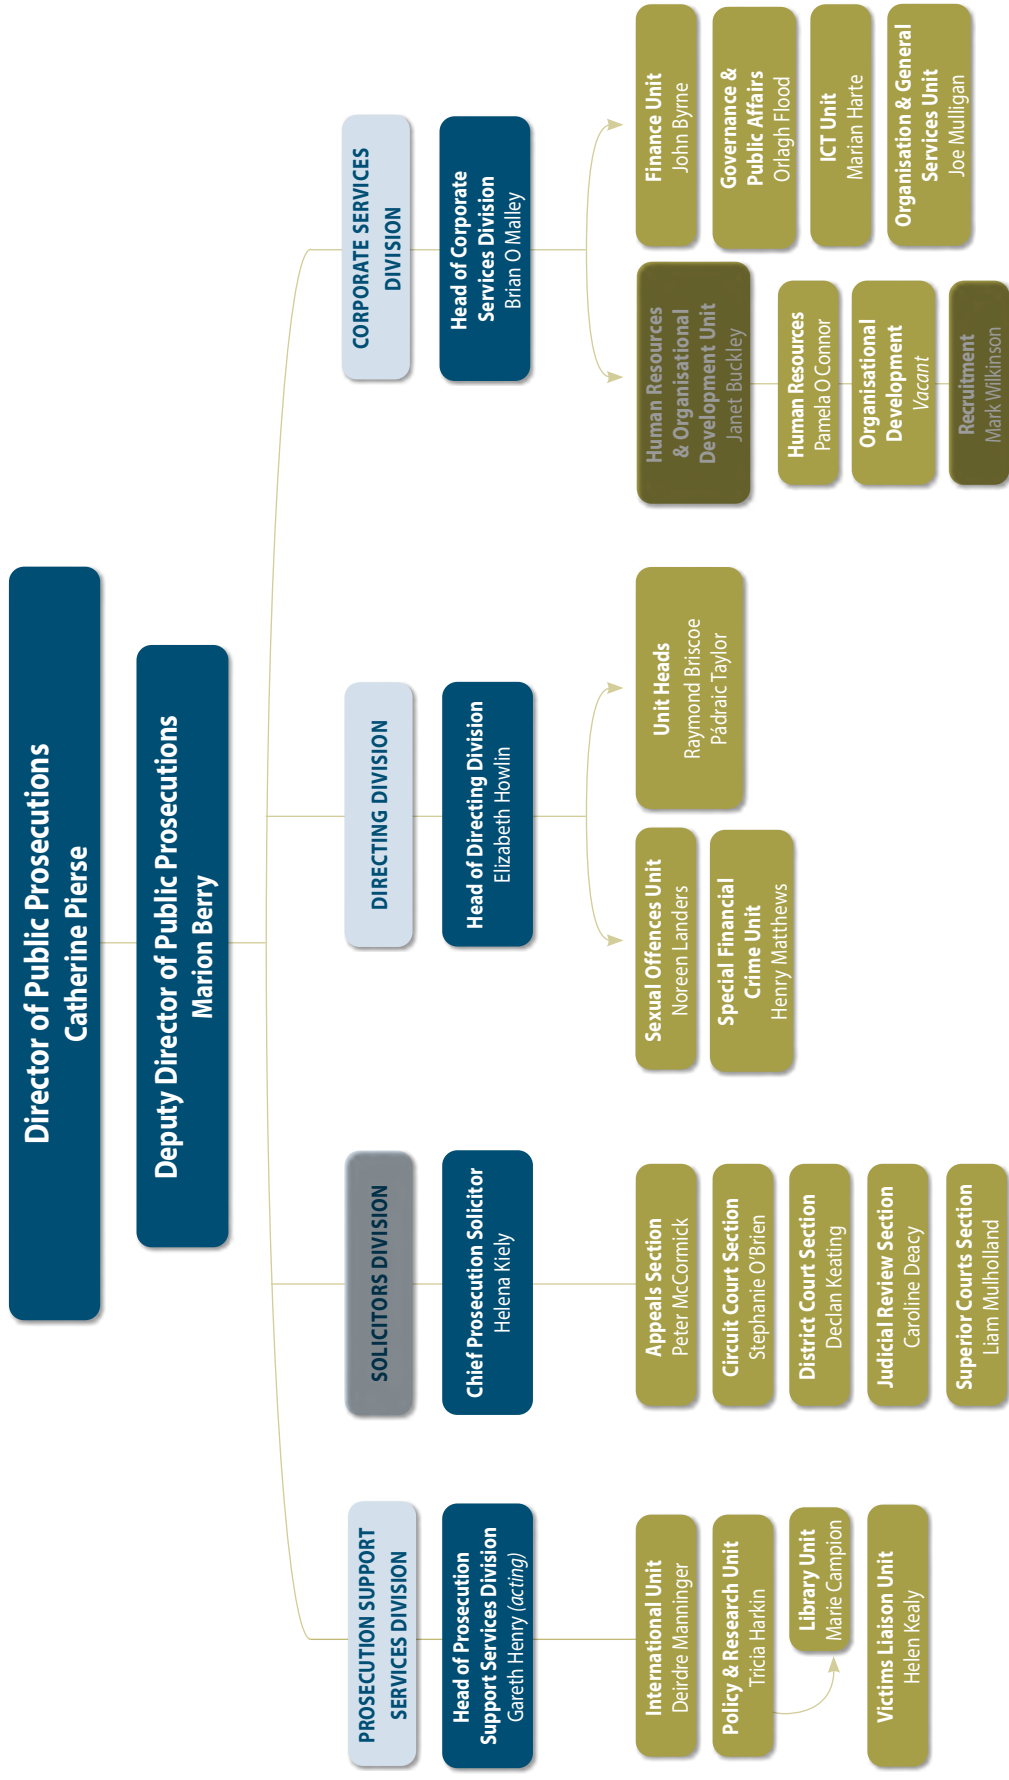 Director of Public Prosecutions
Catherine Pierse
Deputy Director of Public Prosecutions
Marion Berry
PROSECUTION SUPPORT
SERVICES DIVISION
Head of Prosecution
Support Services Division
Gareth Henry (acting)
International Unit
Deirdre Manninger
Policy & Research Unit
Tricia Harkin
Library Unit
Marie Campion
Victims Liaison Unit
Helen Kealy
SOLICITORS DIVISION
Chief Prosecution Solicitor
Helena Kiely
Appeals Section
Peter McCormick
Circuit Court Section
Stephanie O'Brien
District Court Section
Declan Keating
Judicial Review Section
Caroline Deacy
Superior Courts Section
Liam Mulholland
DIRECTING DIVISION
Head of Directing Division
Elizabeth Howlin
Sexual Offences Unit
Noreen Landers
Special Financial
Crime Unit
Henry Matthews
Unit Heads
Raymond Briscoe
Pádraic Taylor
CORPORATE SERVICES
DIVISION
Head of Corporate
Services Division
Brian O Malley
Human Resources
& Organisational
Development Unit
Janet Buckley
Human Resources
Pamela O Connor
Organisational
Development
Vacant
Recruitment
Mark Wilkinson
Finance Unit
John Byrne
Governance &
Public Affairs
Orlagh Flood
ICT Unit
Marian Harte
Organisation & General
Services Unit
Joe Mulligan